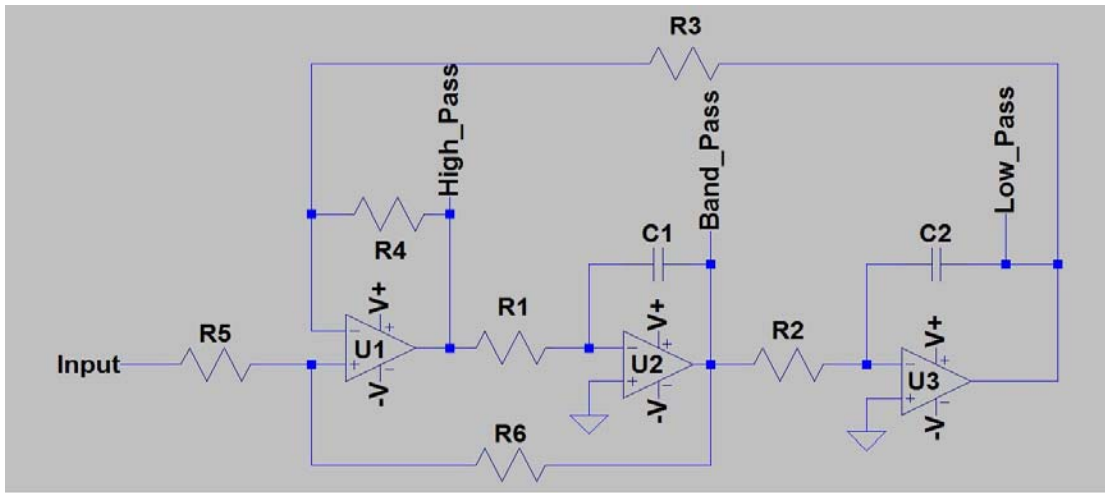 R3
High_Pass
Band_Pass
Low_Pass
R4
C1
C2
V+
+
R5
R1
V+
+
R2
V+
+
Input
−
U1
+
−
-V
−
U2
+
−
-V
−
U3
+
−
-V
R6